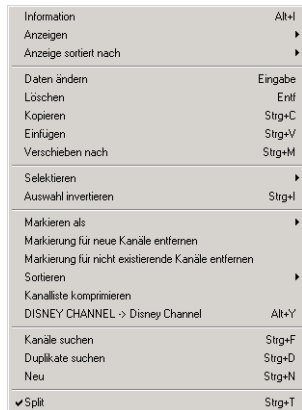 Information Alt+I
Anzeigen
Anzeige sortiert nach
Daten ändern Eingabe
Löschen Entf
Kopieren Strg+C
Einfügen Strg+V
Verschieben nach Strg+M
Selektieren
Auswahl invertieren Strg+I
Markieren als
Markierung für neue Kanäle entfernen
Markierung für nicht existierende Kanäle entfernen
Sortieren
Kanalliste komprimieren
DISNEY CHANNEL -> Disney Channel Alt+Y
Kanäle suchen Strg+F
Duplikate suchen Strg+D
Neu Strg+N
Split Strg+T